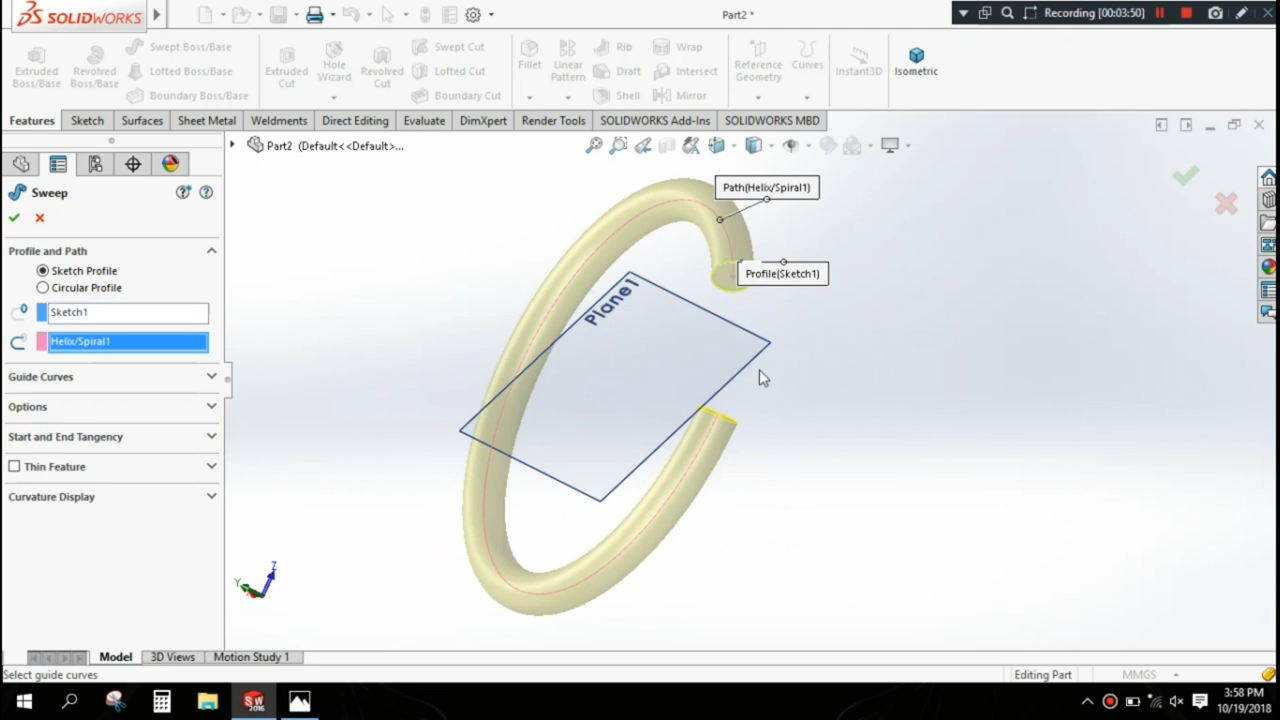 SOLIDWORKS
Part2 *
Recording [00:03:50]
Extruded Boss/Base
Revolved Boss/Base
Swept Boss/Base
Lofted Boss/Base
Boundary Boss/Base
Extruded Cut
Hole Wizard
Revolved Cut
Swept Cut
Lofted Cut
Boundary Cut
Fillet
Linear Pattern
Rib
Draft
Shell
Wrap
Intersect
Mirror
Reference Geometry
Curves
Instant3D
Isometric
Features
Sketch
Surfaces
Sheet Metal
Weldments
Direct Editing
Evaluate
DimXpert
Render Tools
SOLIDWORKS Add-Ins
SOLIDWORKS MBD
Part2 (Default<<Default>...
Sweep
Profile and Path
Sketch Profile
Circular Profile
Sketch1
Helix/Spiral1
Guide Curves
Options
Start and End Tangency
Thin Feature
Curvature Display
Path(Helix/Spiral1)
Profile(Sketch1)
Plane1
Z
Y
Model
3D Views
Motion Study 1
Select guide curves
Editing Part
MMGS
SW
2016
3:58 PM
10/19/2018